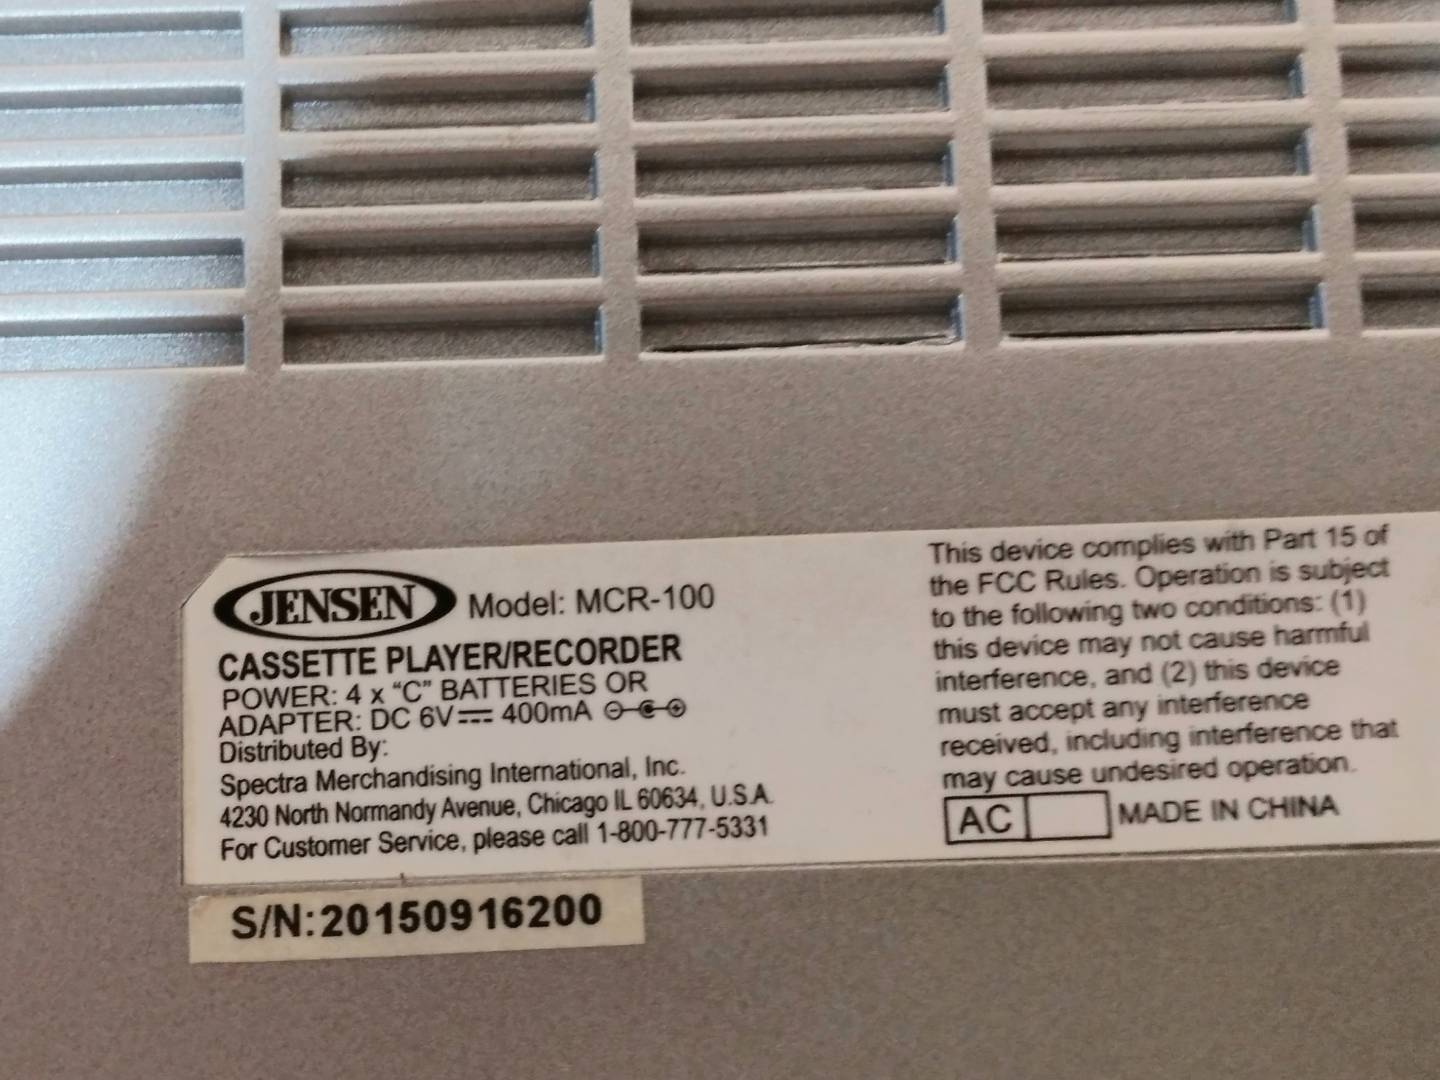 JENSEN Model: MCR-100
CASSETTE PLAYER/RECORDER
POWER: 4 x “C” BATTERIES OR
ADAPTER: DC 6V⎓ 400mA
Distributed By:
Spectra Merchandising International, Inc.
4230 North Normandy Avenue, Chicago IL 60634, U.S.A.
For Customer Service, please call 1-800-777-5331
S/N:20150916200
This device complies with Part 15 of
the FCC Rules. Operation is subject
to the following two conditions: (1)
this device may not cause harmful
interference, and (2) this device
must accept any interference
received, including interference that
may cause undesired operation.
AC MADE IN CHINA